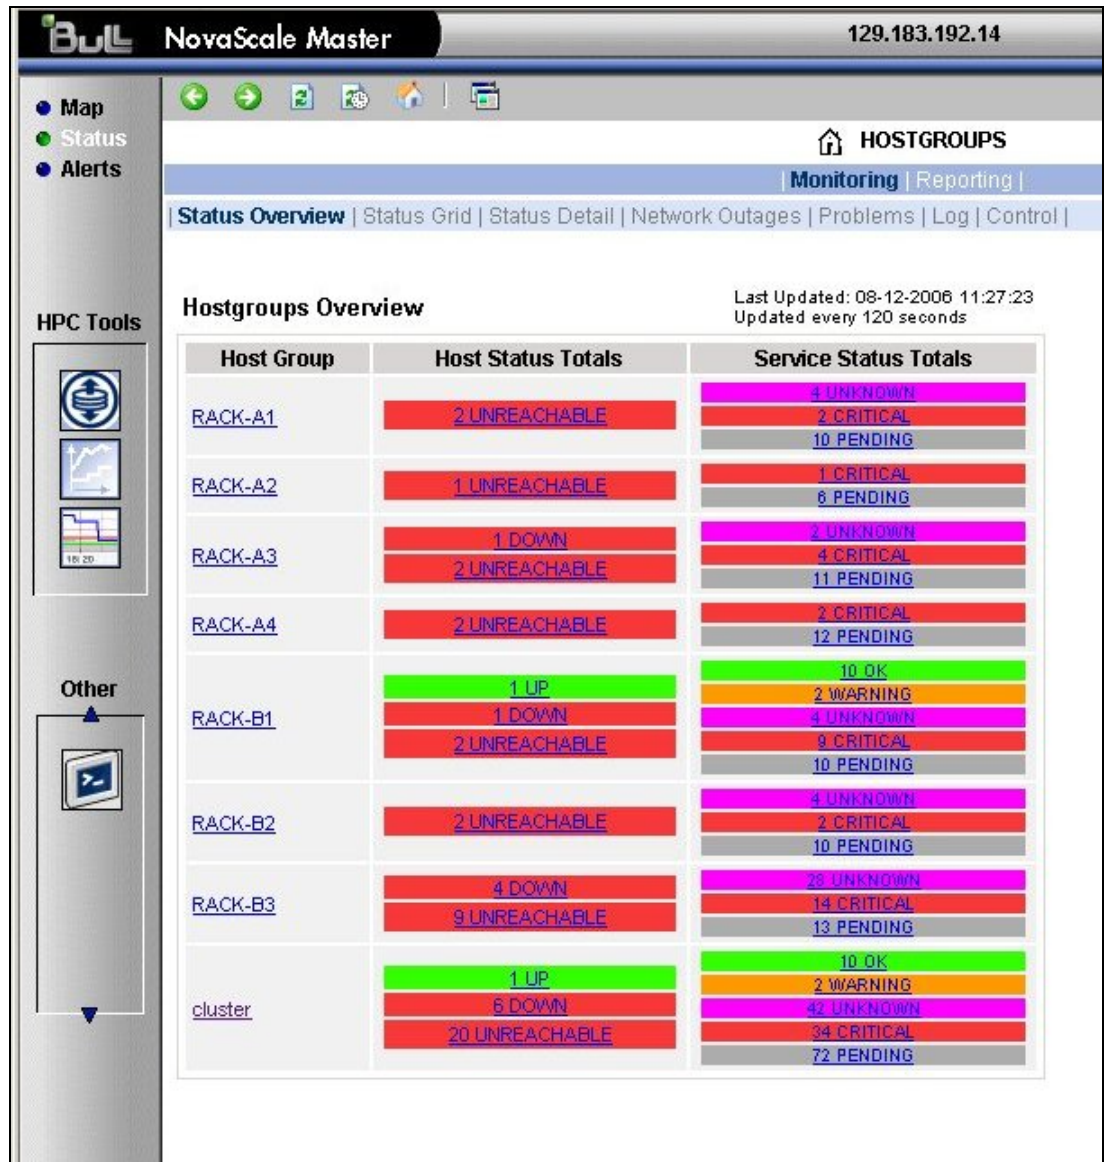 Bull NovaScale Master 129.183.192.14
Map
Status
Alerts
HOSTGROUPS
| Monitoring | Reporting |
| Status Overview | Status Grid | Status Detail | Network Outages | Problems | Log | Control |
Hostgroups Overview
Last Updated: 08-12-2006 11:27:23
Updated every 120 seconds
HPC Tools
18| 20
Other
Host Group Host Status Totals Service Status Totals
RACK-A1
2 UNREACHABLE
4 UNKNOWN
2 CRITICAL
10 PENDING
RACK-A2
1 UNREACHABLE
1 CRITICAL
6 PENDING
RACK-A3
1 DOWN
2 UNREACHABLE
2 UNKNOWN
4 CRITICAL
11 PENDING
RACK-A4
2 UNREACHABLE
2 CRITICAL
12 PENDING
RACK-B1
1 UP
1 DOWN
2 UNREACHABLE
10 OK
2 WARNING
4 UNKNOWN
9 CRITICAL
10 PENDING
RACK-B2
2 UNREACHABLE
4 UNKNOWN
2 CRITICAL
10 PENDING
RACK-B3
4 DOWN
9 UNREACHABLE
28 UNKNOWN
14 CRITICAL
13 PENDING
cluster
1 UP
6 DOWN
20 UNREACHABLE
10 OK
2 WARNING
42 UNKNOWN
34 CRITICAL
72 PENDING